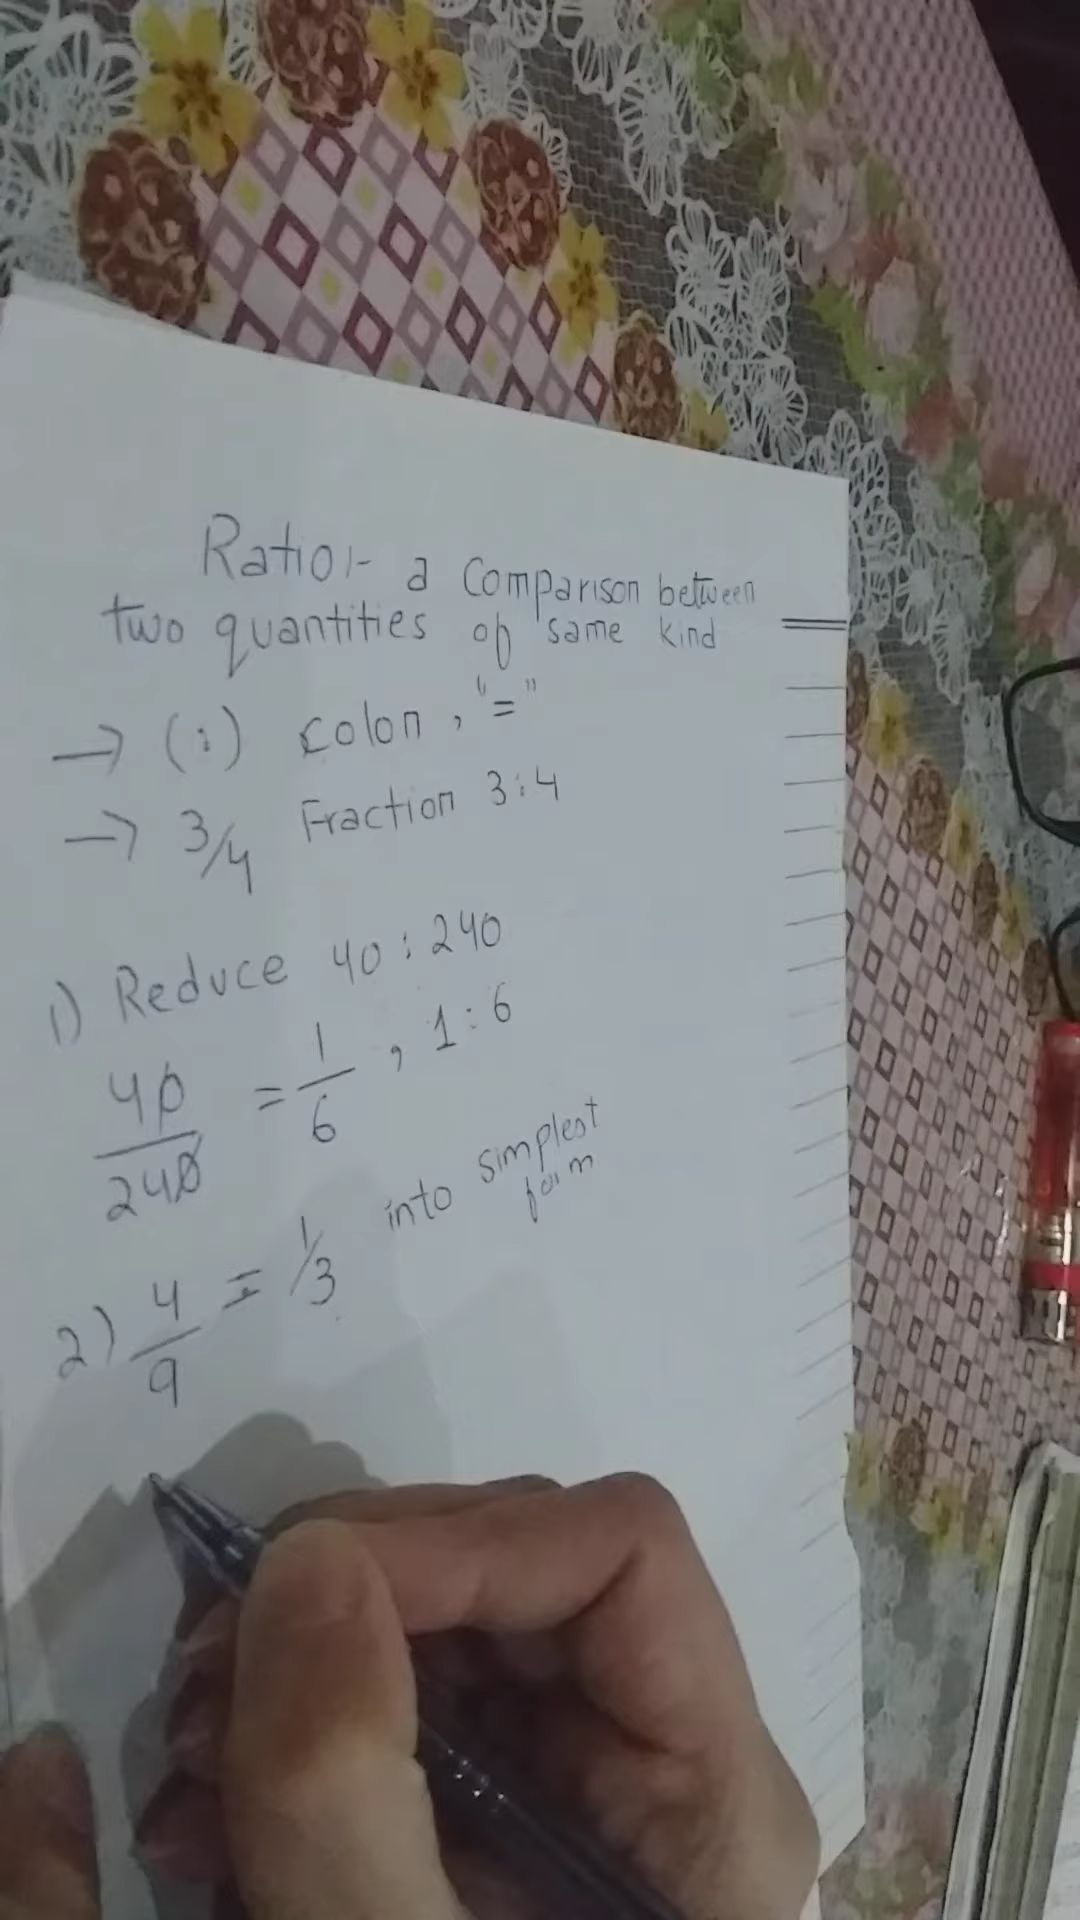 Ratio:- a comparison between
two quantities of same kind
→ (:) colon , "="
→ 3/4 Fraction 3:4
1) Reduce 40 : 240
40/240 = 1/6 , 1:6
2) 4/9 = 1/3 into simplest
form